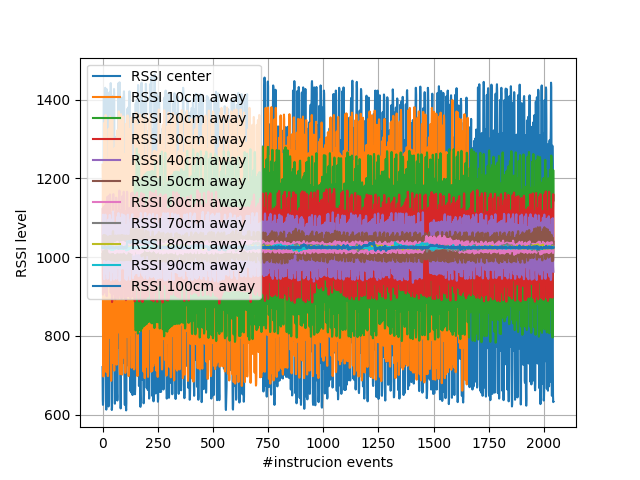 RSSI center
RSSI 10cm away
RSSI 20cm away
RSSI 30cm away
RSSI 40cm away
RSSI 50cm away
RSSI 60cm away
RSSI 70cm away
RSSI 80cm away
RSSI 90cm away
RSSI 100cm away
RSSI level
1400
1200
1000
800
600
0 250 500 750 1000 1250 1500 1750 2000
#instrucion events